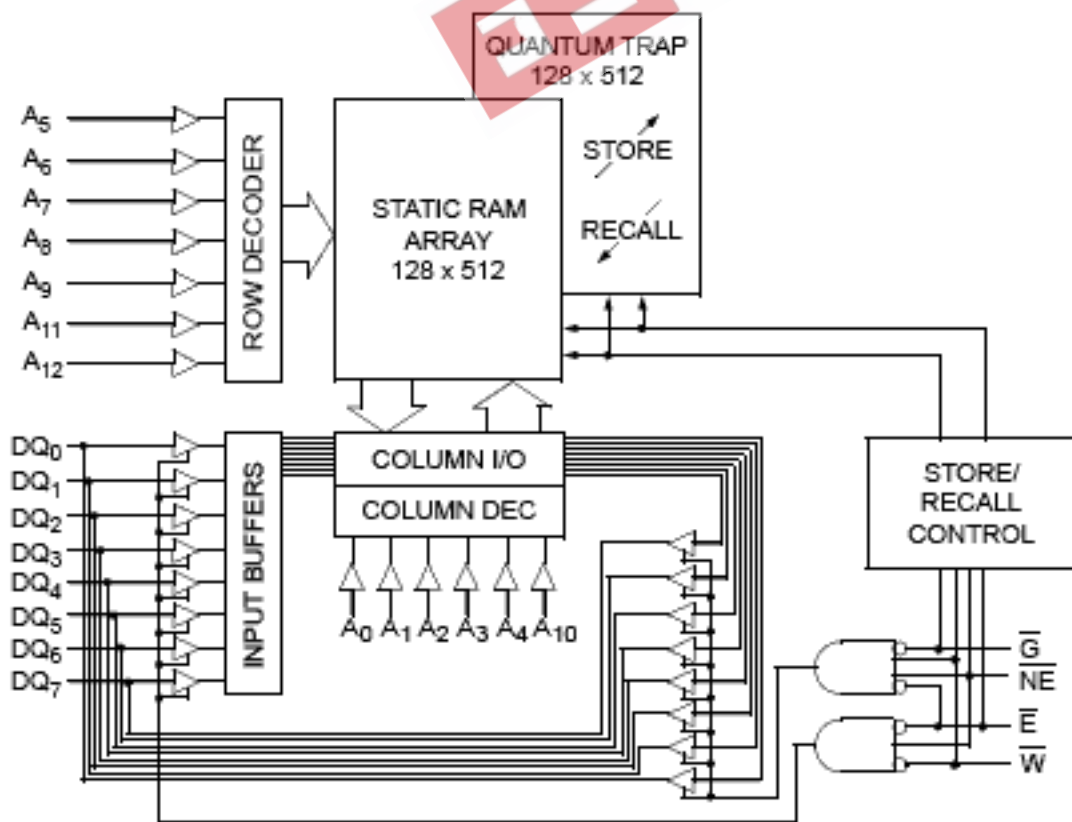 QUANTUM TRAP
128 x 512
STORE
RECALL
A5
A6
A7
A8
A9
A11
A12
ROW DECODER
STATIC RAM
ARRAY
128 x 512
DQ0
DQ1
DQ2
DQ3
DQ4
DQ5
DQ6
DQ7
INPUT BUFFERS
COLUMN I/O
COLUMN DEC
A0 A1 A2 A3 A4 A10
STORE/
RECALL
CONTROL
G̅
N̅E̅
E̅
W̅